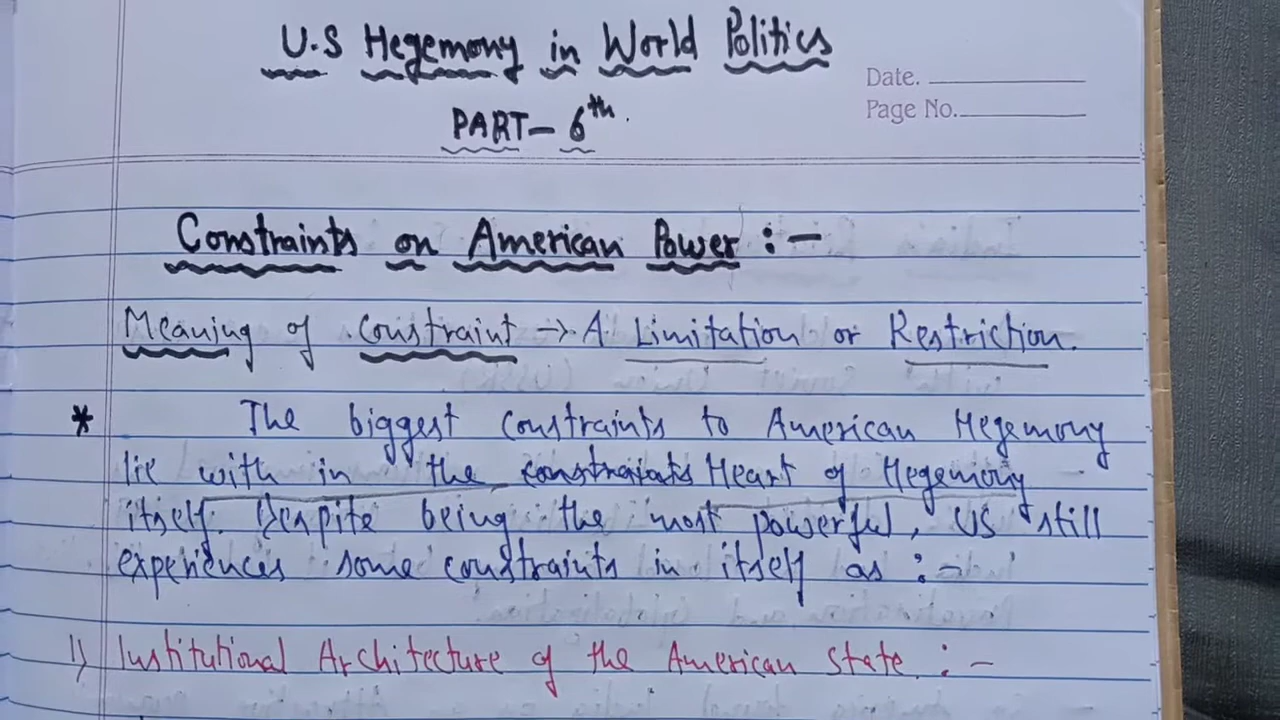 U.S Hegemony in World Politics
Date.
Page No.
PART- 6th.
Constraints on American Power :-
Meaning of Constraint → A Limitation or Restriction.
* The biggest constraints to American Hegemony
lie with in the constraints Heart of Hegemony
itself. Despite being the most powerful, US still
experiences some constraints in itself as :-
1) Institutional Architecture of the American State :-